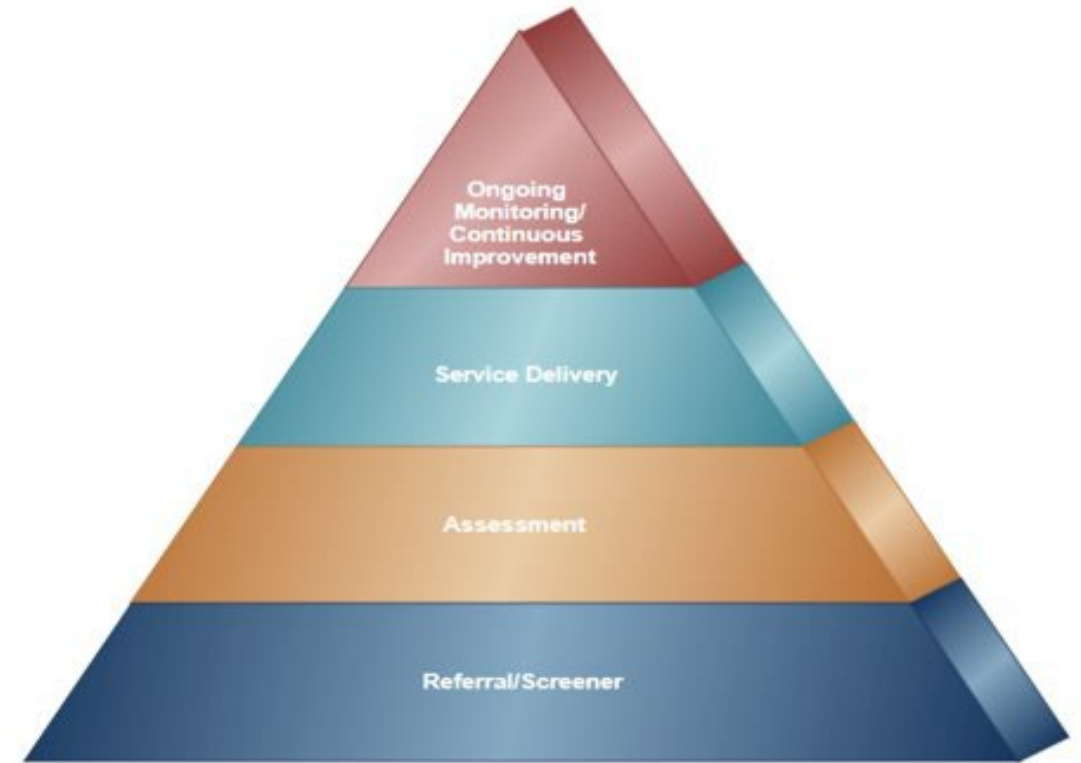 Ongoing
Monitoring/
Continuous
Improvement
Service Delivery
Assessment
Referral/Screener